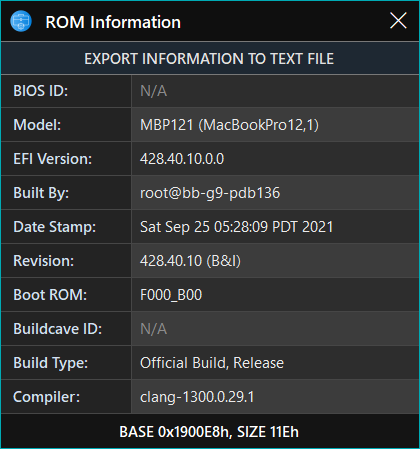 ROM Information
EXPORT INFORMATION TO TEXT FILE
BIOS ID: N/A
Model: MBP121 (MacBookPro12,1)
EFI Version: 428.40.10.0.0
Built By: root@bb-g9-pdb136
Date Stamp: Sat Sep 25 05:28:09 PDT 2021
Revision: 428.40.10 (B&I)
Boot ROM: F000_B00
Buildcave ID: N/A
Build Type: Official Build, Release
Compiler: clang-1300.0.29.1
BASE 0x1900E8h, SIZE 11Eh